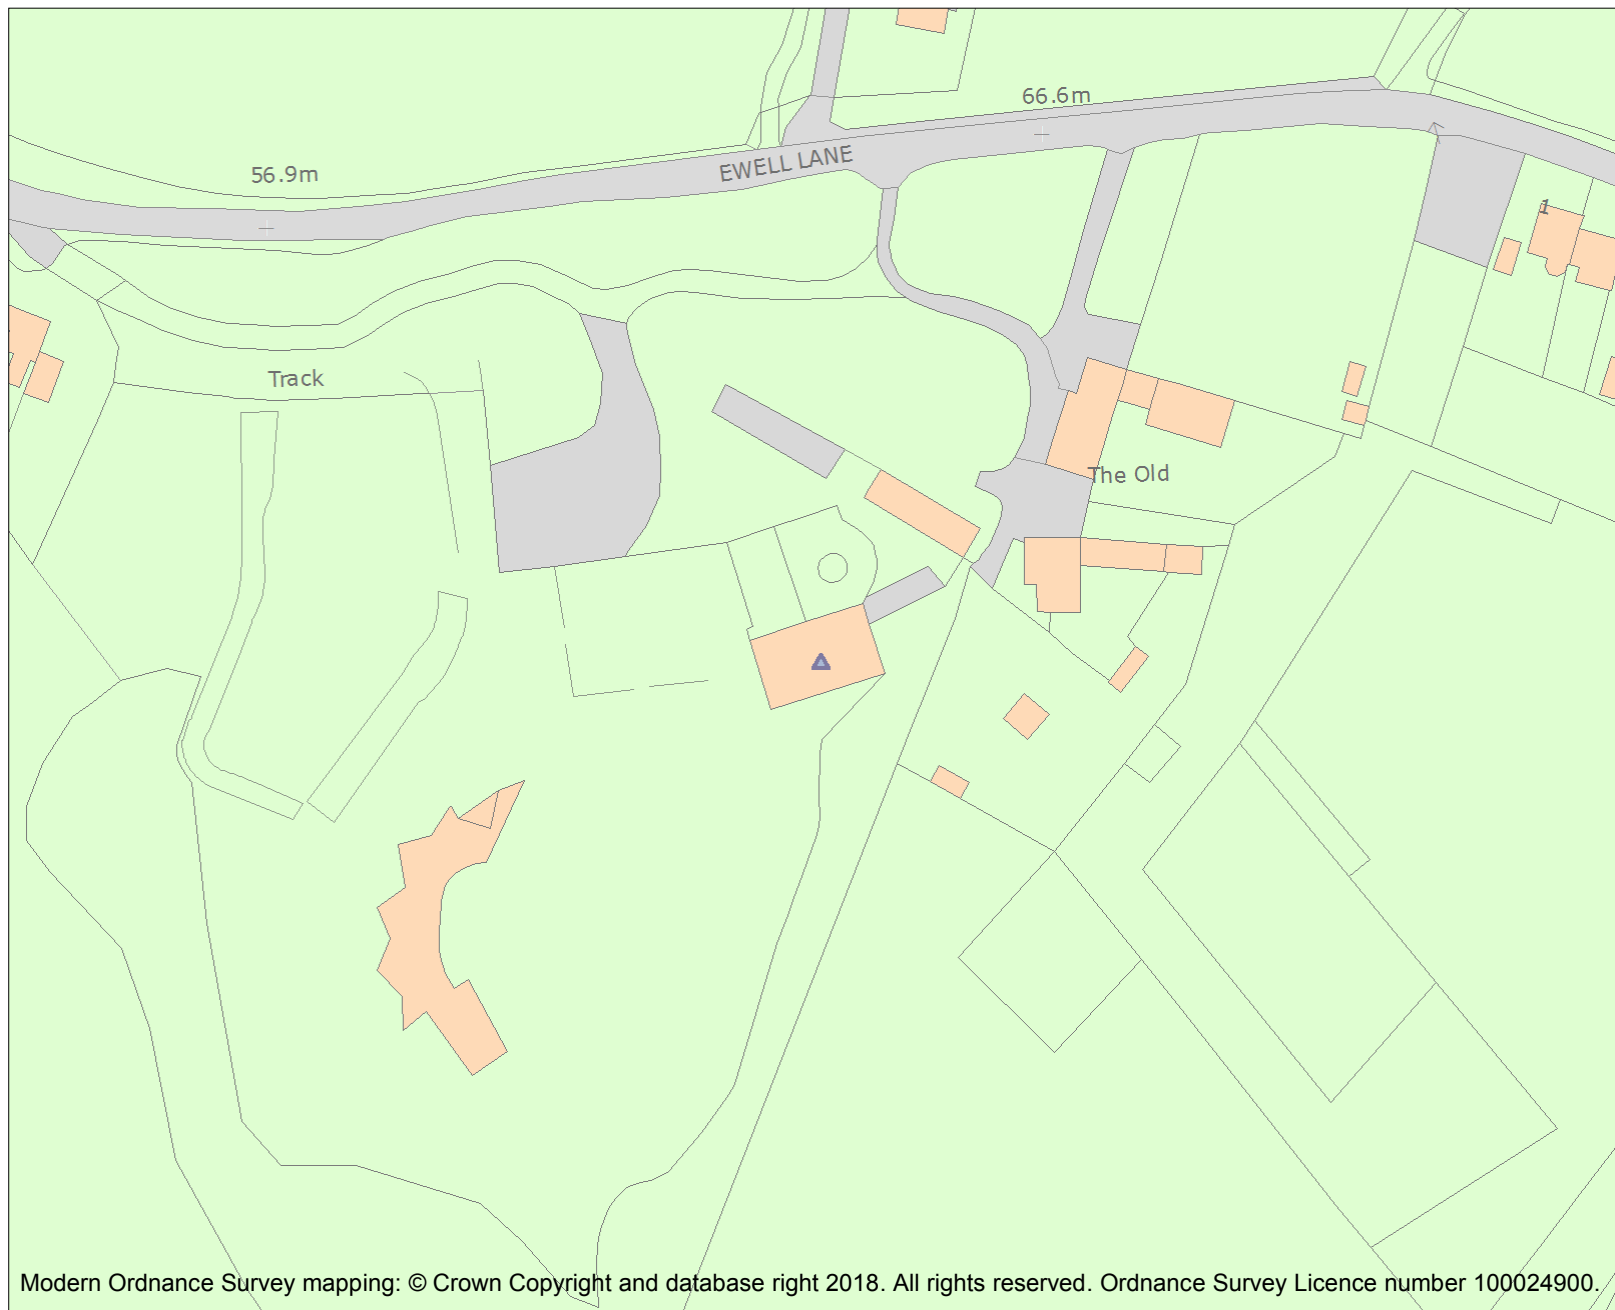 66.6m
EWELL LANE
56.9m
1
Track
The Old
Modern Ordnance Survey mapping: © Crown Copyright and database right 2018. All rights reserved. Ordnance Survey Licence number 100024900.